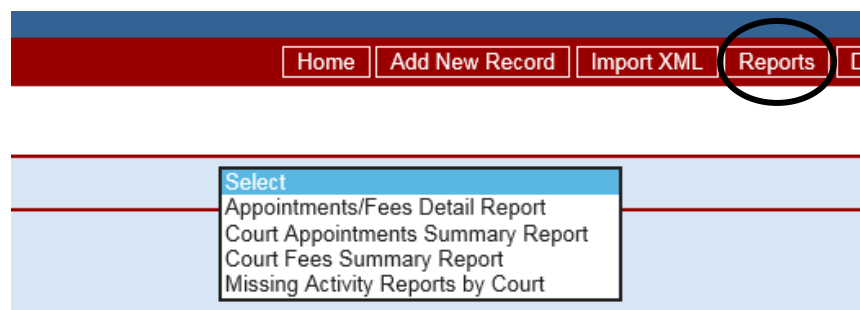 Home Add New Record Import XML Reports
Select
Appointments/Fees Detail Report
Court Appointments Summary Report
Court Fees Summary Report
Missing Activity Reports by Court